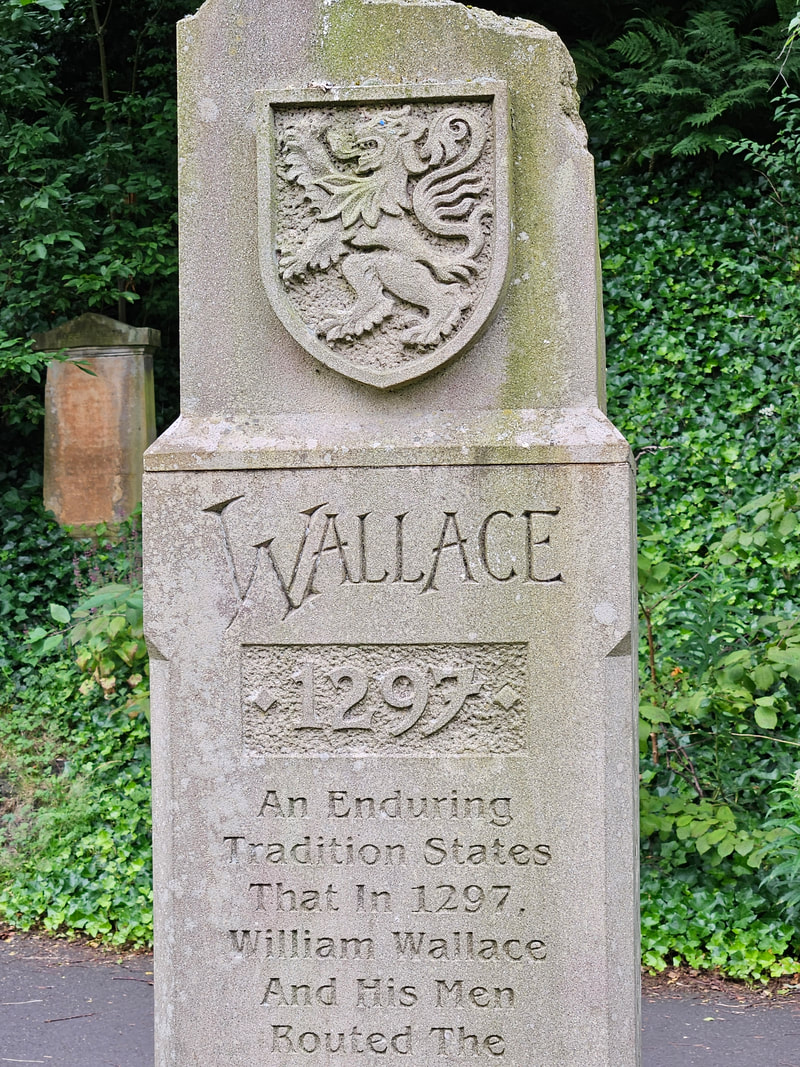 WALLACE
1297
An Enduring
Tradition States
That In 1297,
William Wallace
And His Men
Routed The